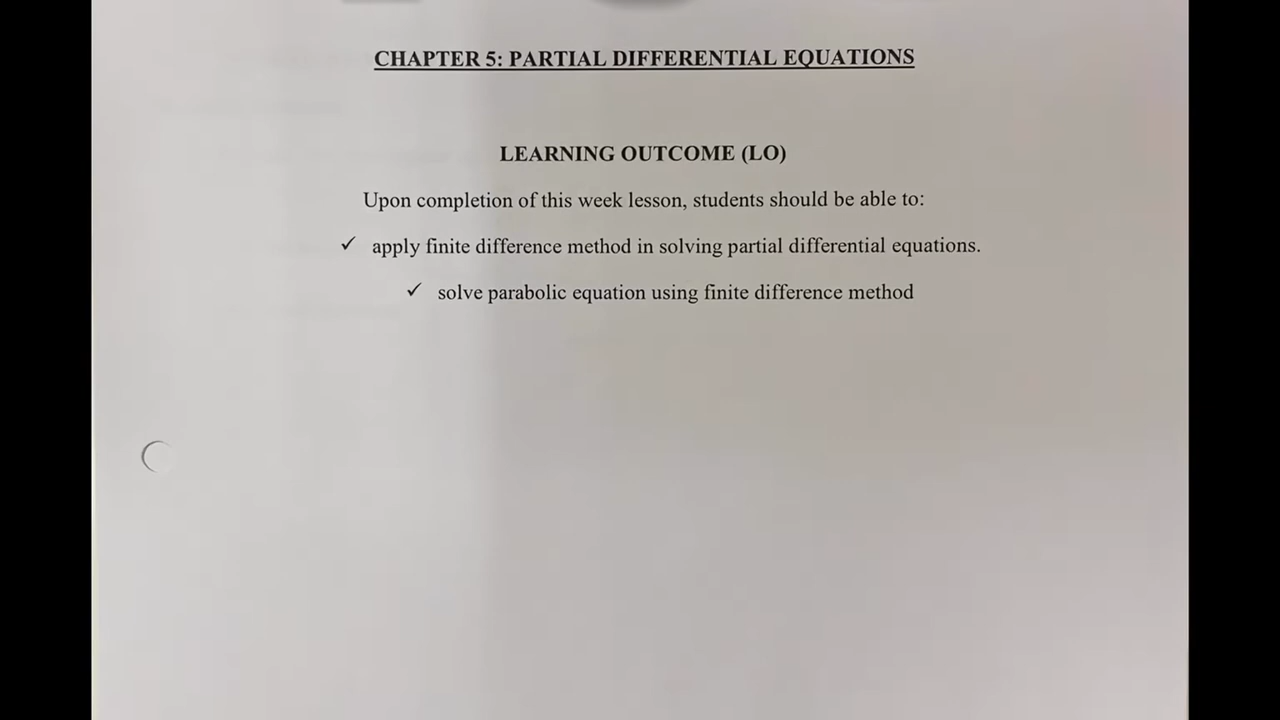 CHAPTER 5: PARTIAL DIFFERENTIAL EQUATIONS
LEARNING OUTCOME (LO)
Upon completion of this week lesson, students should be able to:
✓ apply finite difference method in solving partial differential equations.
✓ solve parabolic equation using finite difference method